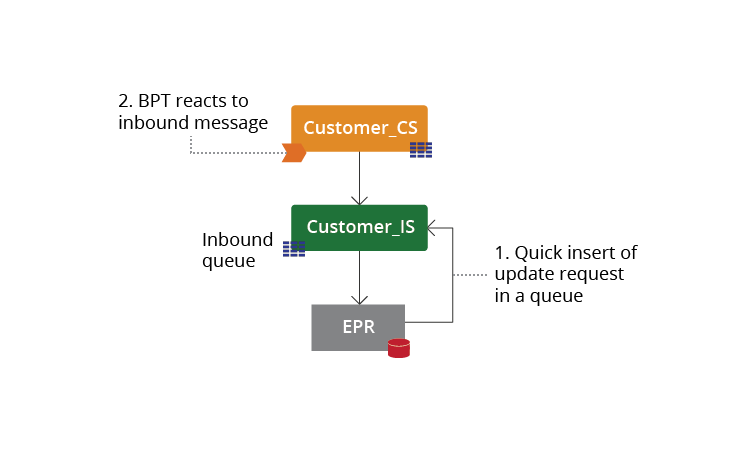 2. BPT reacts to
inbound message
Customer_CS
Customer_IS
Inbound
queue
1. Quick insert of
update request
in a queue
EPR